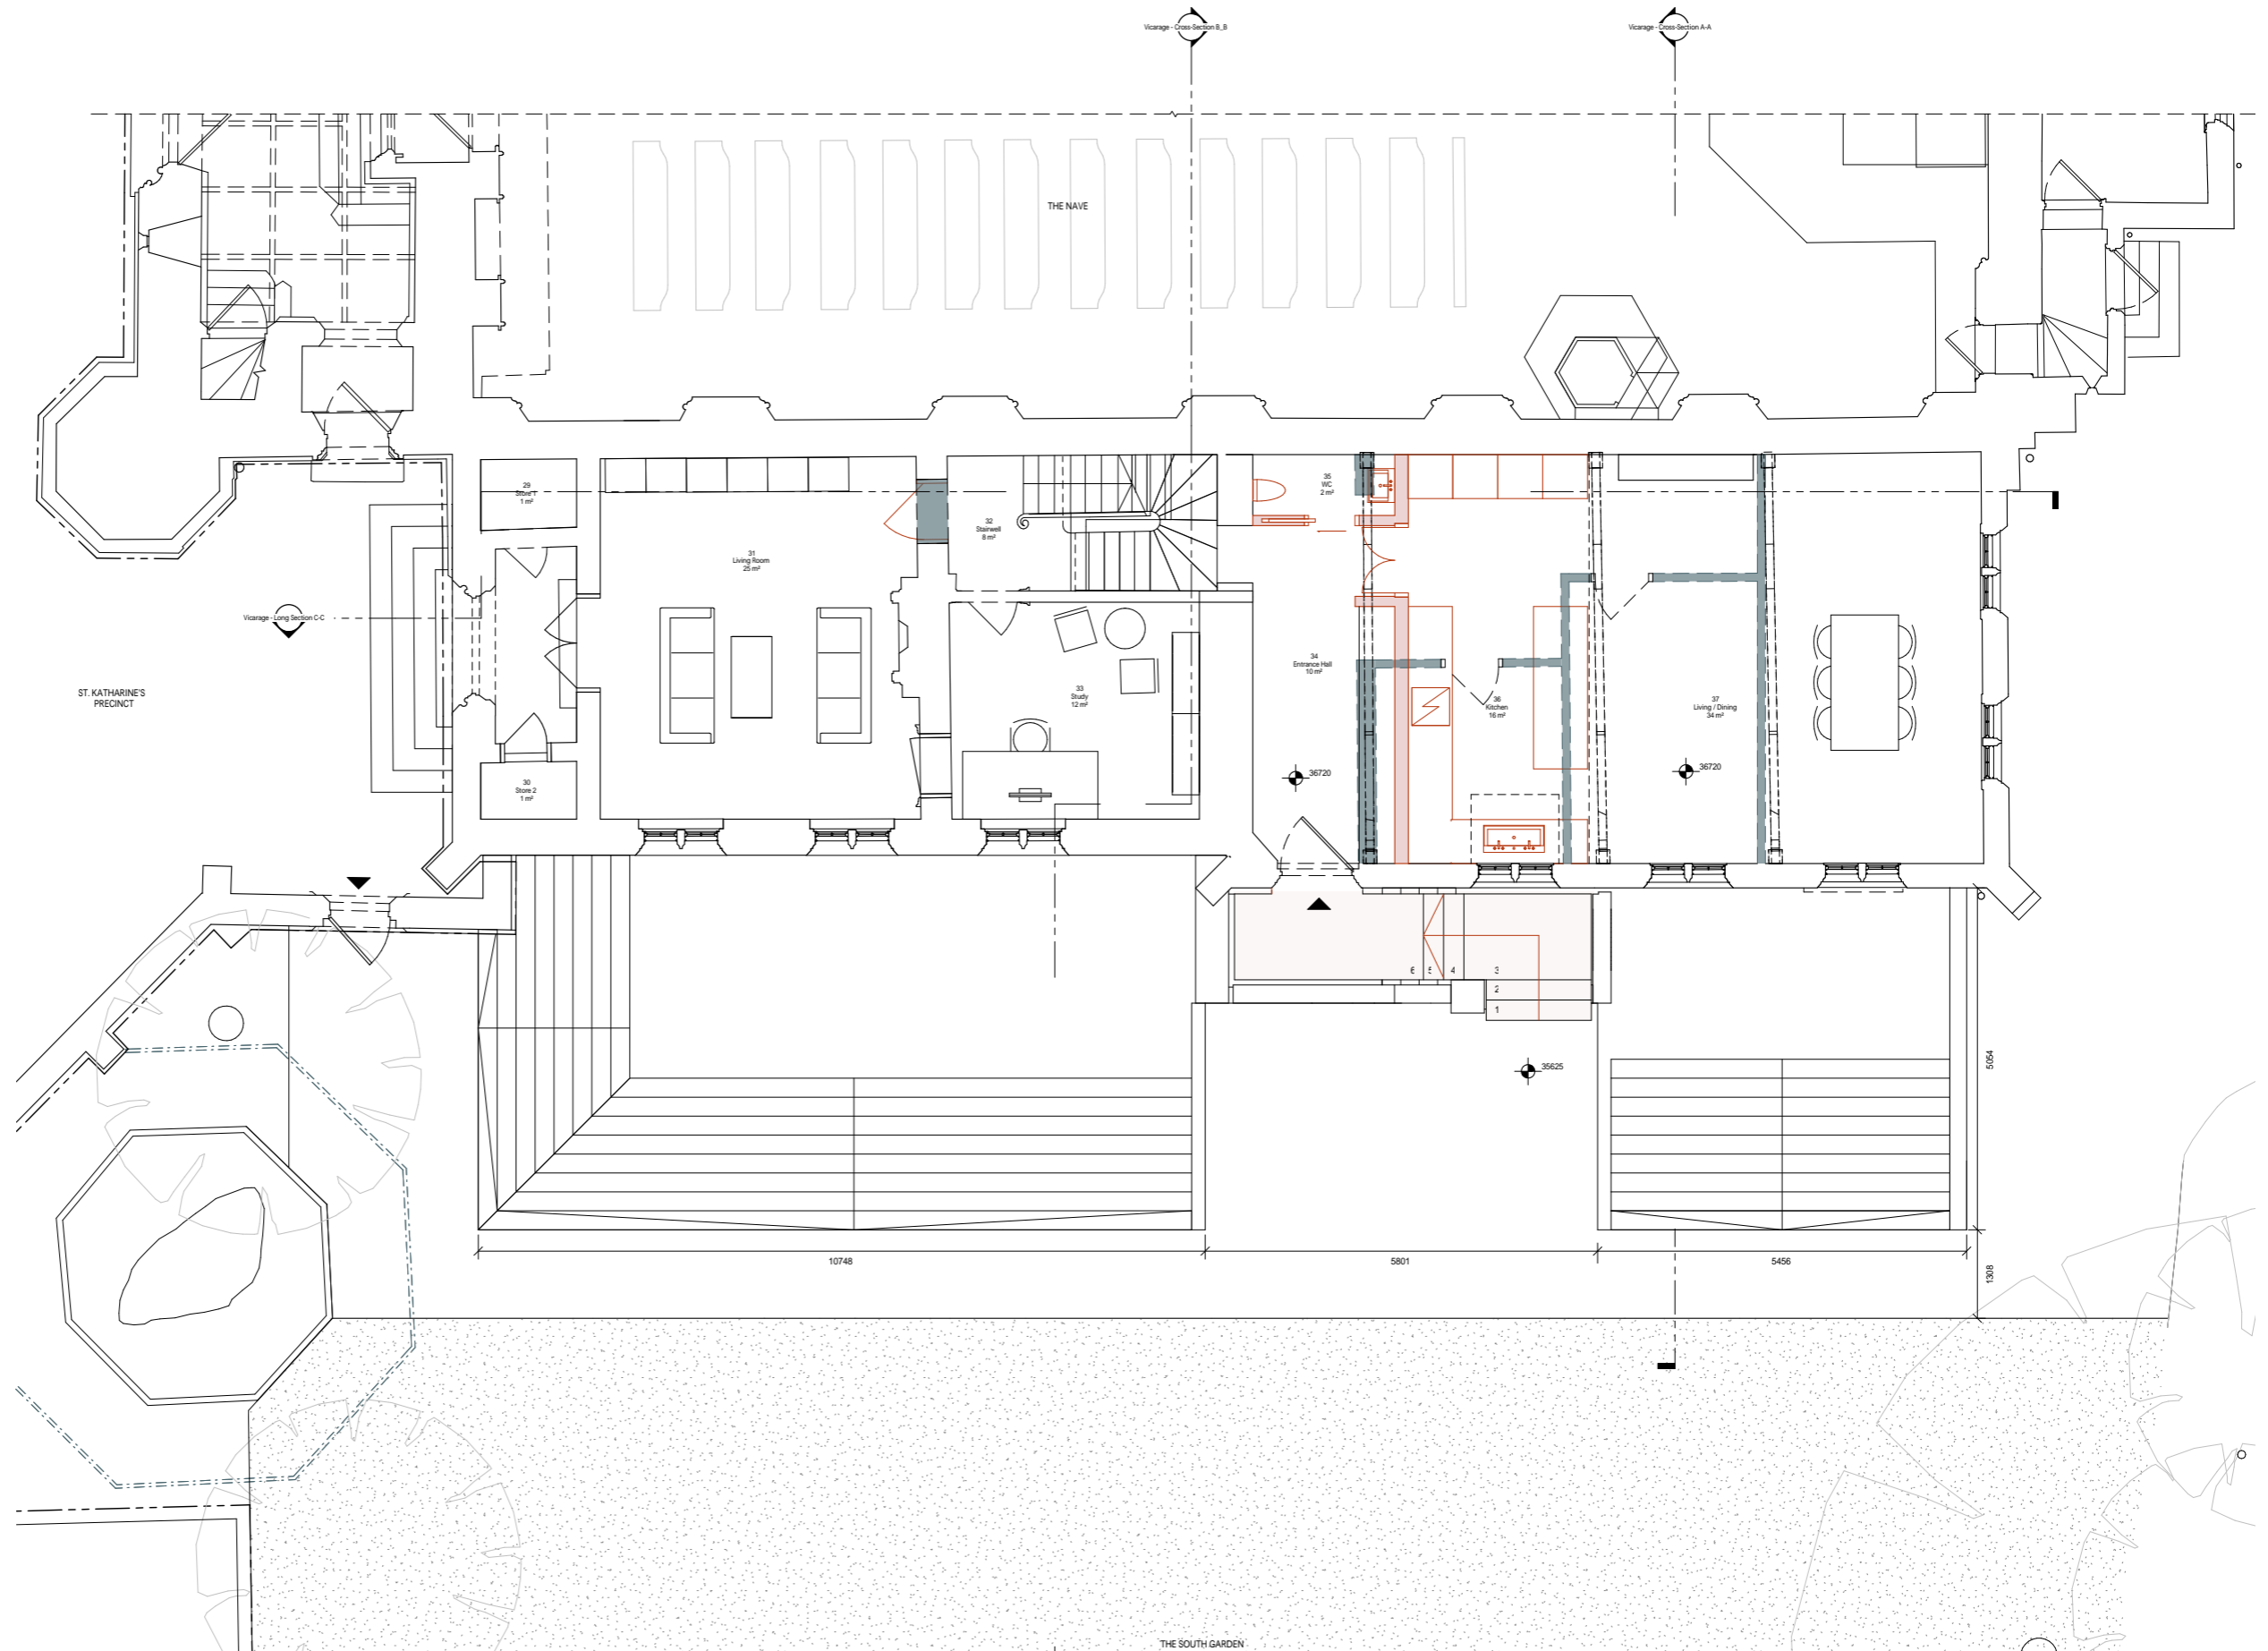 Vicarage - Cross-Section B_B
Vicarage - Cross-Section A-A
THE NAVE
29
Store 1
1 m²
35
WC
2 m²
32
Stairwell
8 m²
31
Living Room
25 m²
Vicarage - Long Section C-C
34
Entrance Hall
10 m²
ST. KATHARINE'S
PRECINCT
33
Study
12 m²
36
Kitchen
16 m²
37
Living / Dining
34 m²
36720
36720
30
Store 2
1 m²
6 5 4 3
2
1
35625
5054
10748
5801
5456
1308
THE SOUTH GARDEN